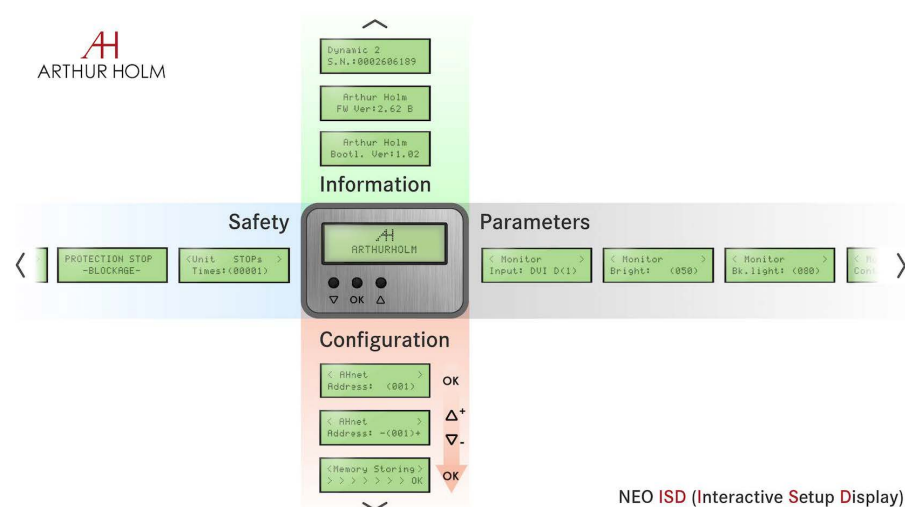 AH
ARTHUR HOLM
Dynamic 2
S.N.:0002606189
Arthur Holm
FW Ver:2.62 B
Arthur Holm
Bootl. Ver:1.02
Information
Safety
Parameters
PROTECTION STOP
-BLOCKAGE-
<Unit STOPs >
Times:(00001)
AH
ARTHURHOLM
OK
< Monitor >
Input: DVI D(1)
< Monitor >
Bright: (050)
< Monitor >
Bk.light: (080)
Configuration
< AHnet >
Address: (001)
OK
< AHnet >
Address: -(001)+
+
-
<Memory Storing>
> > > > > > > OK
OK
NEO ISD (Interactive Setup Display)